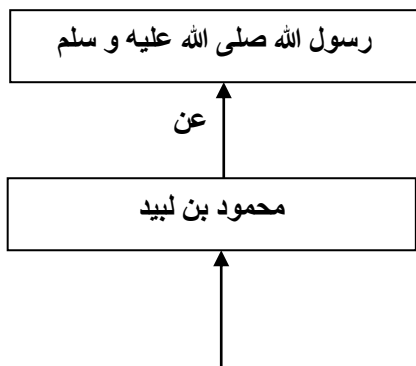 رسول الله صلى الله عليه و سلم
عن
محمود بن لبيد